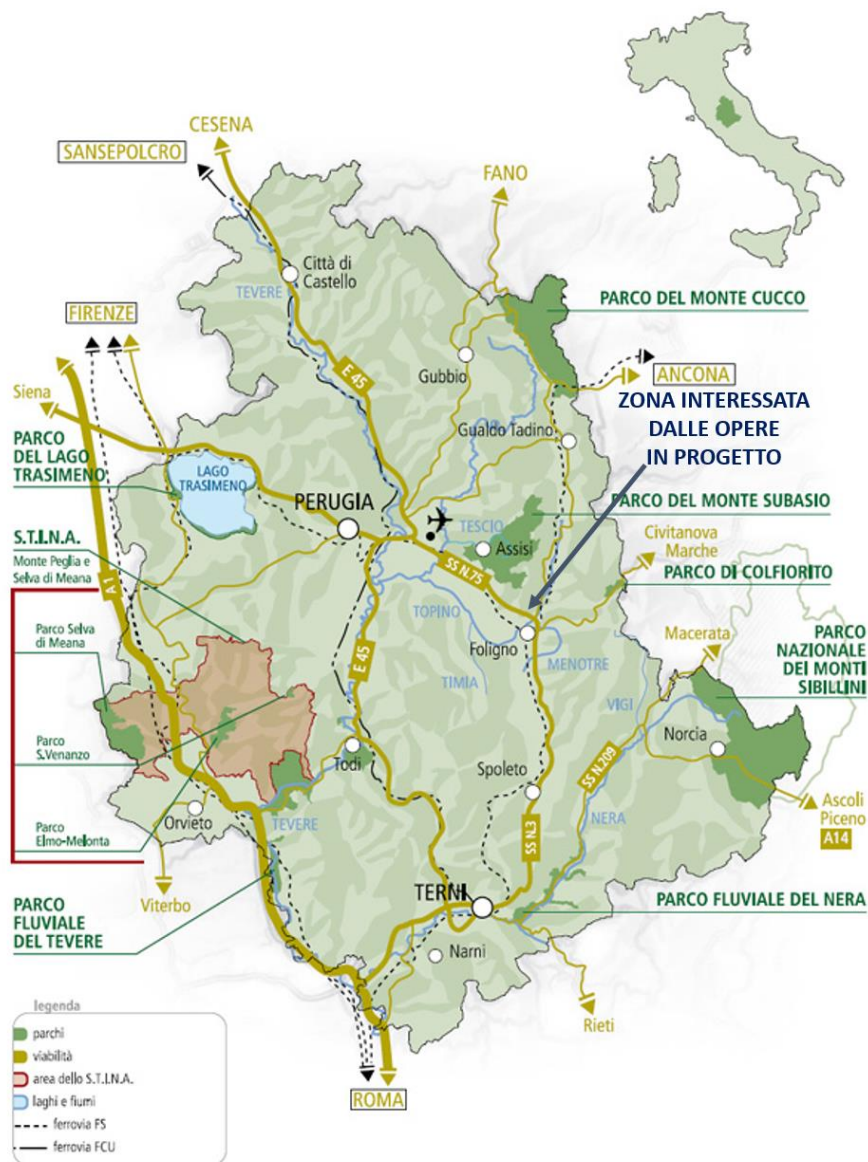 CESENA
SANSEPOLCRO
FANO
Città di
Castello
TEVERE
PARCO DEL MONTE CUCCO
FIRENZE
E 45
Gubbio
ANCONA
Siena
ZONA INTERESSATA
DALLE OPERE
IN PROGETTO
Gualdo Tadino
PARCO
DEL LAGO
TRASIMENO
LAGO
TRASIMENO
PERUGIA
PARCO DEL MONTE SUBASIO
TESCIO
Assisi
Civitanova
Marche
S.T.I.N.A.
Monte Peglia e
Selva di Meana
A1
SS N.75
PARCO DI COLFIORITO
TOPINO
Foligno
MENOTRE
Macerata
PARCO
NAZIONALE
DEI MONTI
SIBILLINI
Parco Selva
di Meana
E 45
TIMIA
VIGI
Norcia
Parco
S.Venanzo
Todi
Spoleto
SS N.209
Ascoli
Piceno
A14
Parco
Elmo-Melonta
Orvieto
TEVERE
SS N.3
NERA
Viterbo
TERNI
PARCO FLUVIALE DEL NERA
PARCO
FLUVIALE
DEL TEVERE
Narni
Rieti
legenda
parchi
viabilità
area dello S.T.I.N.A.
laghi e fiumi
ferrovia FS
ferrovia FCU
ROMA